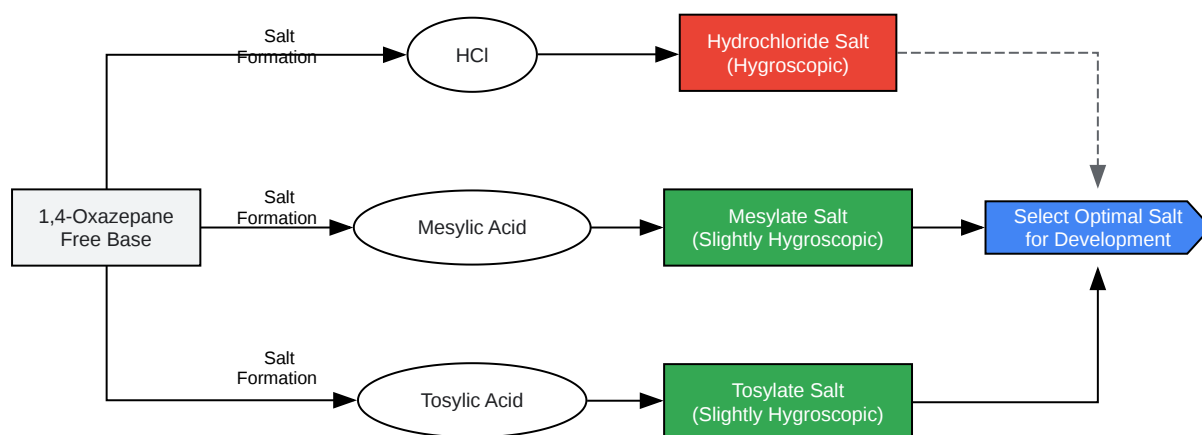 Salt
Formation
HCl
Hydrochloride Salt
(Hygroscopic)
1,4-Oxazepane
Free Base
Salt
Formation
Mesylic Acid
Mesylate Salt
(Slightly Hygroscopic)
Select Optimal Salt
for Development
Salt
Formation
Tosylic Acid
Tosylate Salt
(Slightly Hygroscopic)